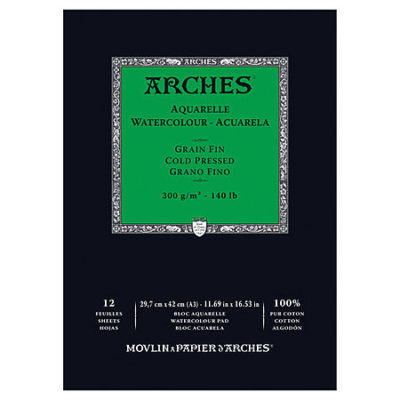 ARCHES®
AQUARELLE
WATERCOLOUR - ACUARELA
GRAIN FIN
COLD PRESSED
GRANO FINO
300 g/m² - 140 lb
12
FEUILLES
SHEETS
HOJAS
29,7 cm x 42 cm (A3) - 11.69 in x 16.53 in
BLOC AQUARELLE
WATERCOLOUR PAD
BLOC ACUARELA
100%
PUR COTON
COTTON
ALGODÓN
MOVLIN & PAPIER D'ARCHES®